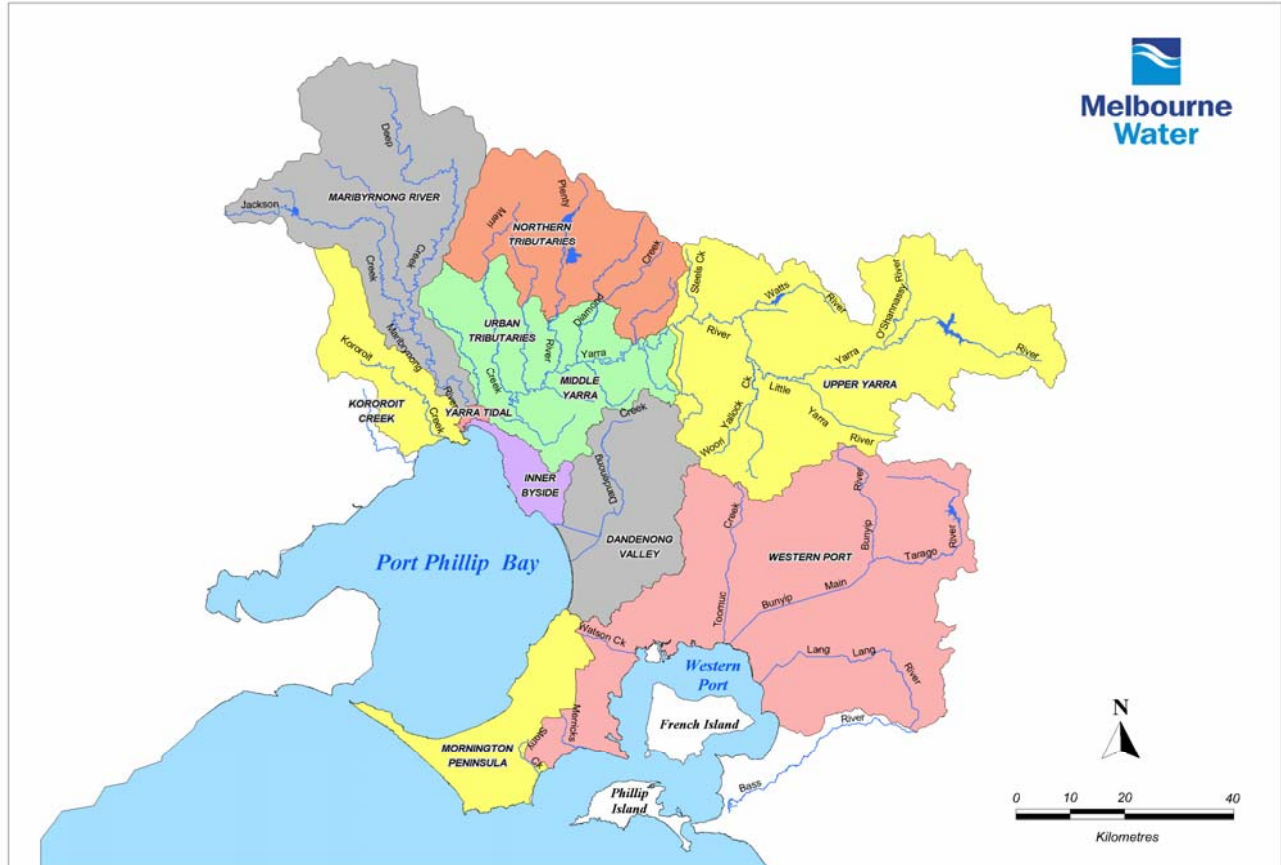 Melbourne
Water
Deep
MARIBYRNONG RIVER
Jackson
Creek
Creek
Maribyrnong
River
Plenty
Merri
NORTHERN
TRIBUTARIES
Creek
Diamond
Steels Ck
Watts
River
River
O'Shannassy River
Yarra
River
UPPER YARRA
Little
Yarra
River
Woori Yallock Ck
URBAN
TRIBUTARIES
River
Yarra
MIDDLE
YARRA
Creek
Kororoit
Creek
KOROROIT
CREEK
YARRA TIDAL
INNER
BYSIDE
Creek
Dandenong
DANDENONG
VALLEY
Port Phillip Bay
WESTERN PORT
Toomuc
Creek
River
Bunyip
Tarago
River
Bunyip
Main
Watson Ck
Lang
Lang
River
Western
Port
French Island
Merricks
Stony
Ck
MORNINGTON
PENINSULA
Phillip
Island
Bass
River
N
0 10 20 40
Kilometres